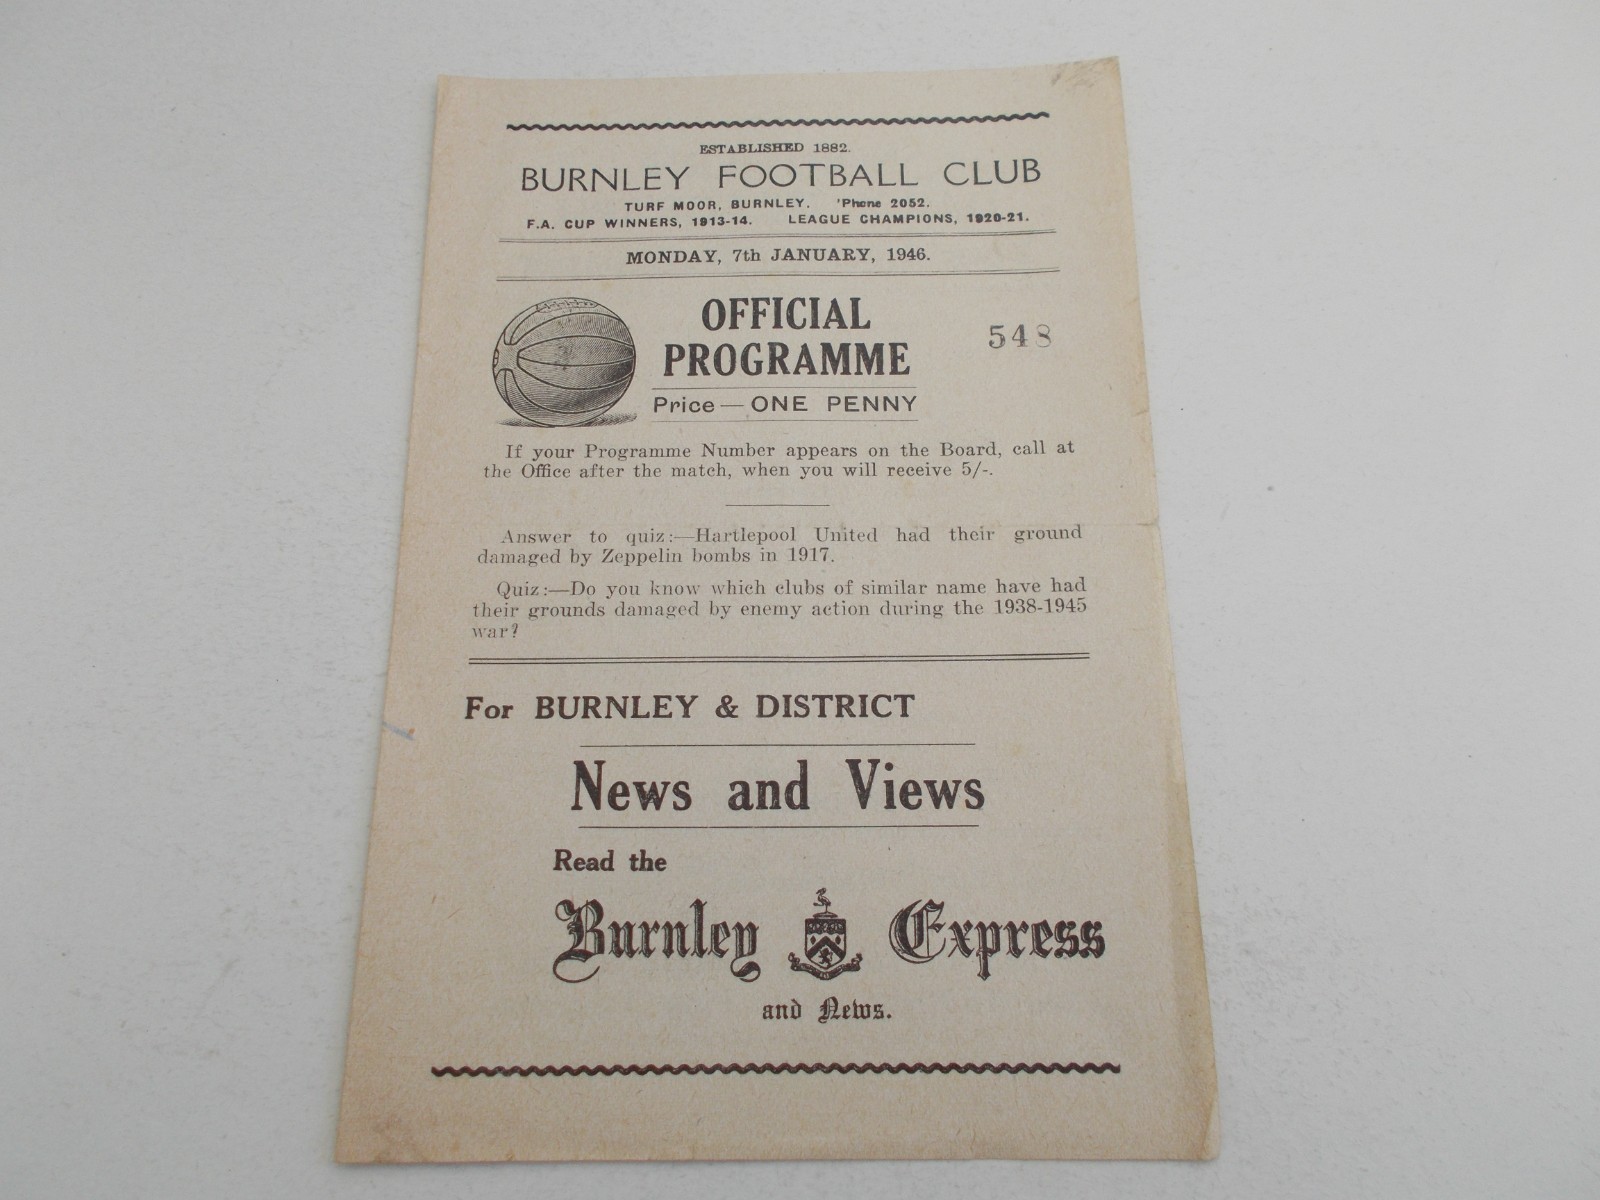 ESTABLISHED 1882.
BURNLEY FOOTBALL CLUB
TURF MOOR, BURNLEY. 'Phone 2052.
F.A. CUP WINNERS, 1913-14. LEAGUE CHAMPIONS, 1920-21.
MONDAY, 7th JANUARY, 1946.
OFFICIAL
PROGRAMME
548
Price — ONE PENNY
If your Programme Number appears on the Board, call at
the Office after the match, when you will receive 5/-.
Answer to quiz:—Hartlepool United had their ground
damaged by Zeppelin bombs in 1917.
Quiz:—Do you know which clubs of similar name have had
their grounds damaged by enemy action during the 1938-1945
war?
For BURNLEY & DISTRICT
News and Views
Read the
Burnley Express
and News.